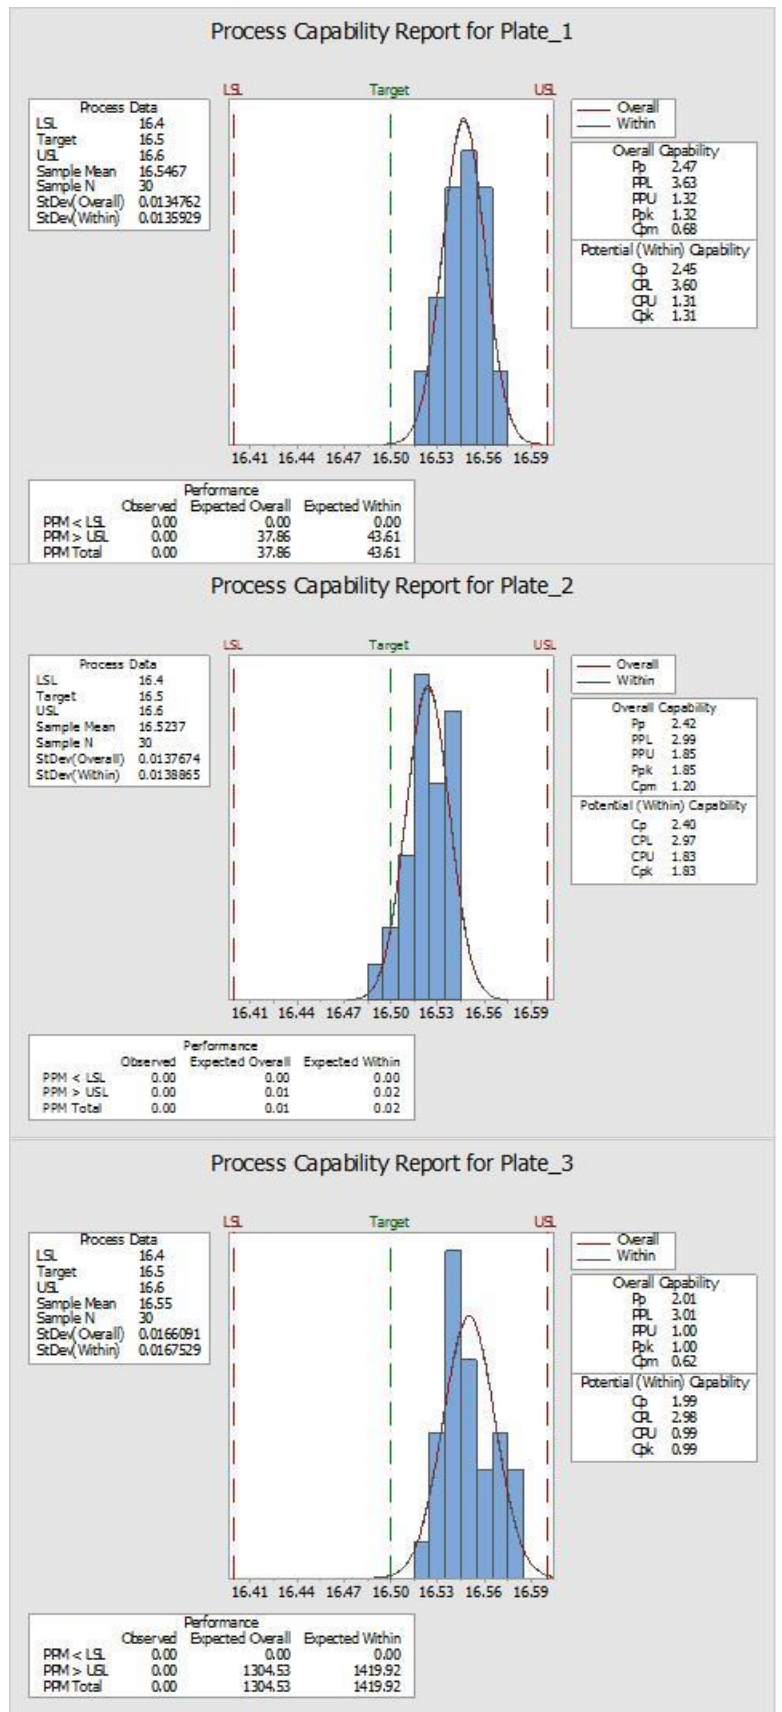 Process Capability Report for Plate_1
LSL Target USL
Process Data
LSL 16.4
Target 16.5
USL 16.6
Sample Mean 16.5467
Sample N 30
StDev(Overall) 0.0134762
StDev(Within) 0.0135929
Overall
Within
Overall Capability
Pp 2.47
PPL 3.63
PPU 1.32
Ppk 1.32
Cpm 0.68
Potential (Within) Capability
Cp 2.45
CPL 3.60
CPU 1.31
Cpk 1.31
16.41 16.44 16.47 16.50 16.53 16.56 16.59
Performance
Observed Expected Overall Expected Within
PPM < LSL 0.00 0.00 0.00
PPM > USL 0.00 37.86 43.61
PPM Total 0.00 37.86 43.61
Process Capability Report for Plate_2
LSL Target USL
Process Data
LSL 16.4
Target 16.5
USL 16.6
Sample Mean 16.5237
Sample N 30
StDev(Overall) 0.0137674
StDev(Within) 0.0138865
Overall
Within
Overall Capability
Pp 2.42
PPL 2.99
PPU 1.85
Ppk 1.85
Cpm 1.20
Potential (Within) Capability
Cp 2.40
CPL 2.97
CPU 1.83
Cpk 1.83
16.41 16.44 16.47 16.50 16.53 16.56 16.59
Performance
Observed Expected Overall Expected Within
PPM < LSL 0.00 0.00 0.00
PPM > USL 0.00 0.01 0.02
PPM Total 0.00 0.01 0.02
Process Capability Report for Plate_3
LSL Target USL
Process Data
LSL 16.4
Target 16.5
USL 16.6
Sample Mean 16.55
Sample N 30
StDev(Overall) 0.0166091
StDev(Within) 0.0167529
Overall
Within
Overall Capability
Pp 2.01
PPL 3.01
PPU 1.00
Ppk 1.00
Cpm 0.62
Potential (Within) Capability
Cp 1.99
CPL 2.98
CPU 0.99
Cpk 0.99
16.41 16.44 16.47 16.50 16.53 16.56 16.59
Performance
Observed Expected Overall Expected Within
PPM < LSL 0.00 0.00 0.00
PPM > USL 0.00 1304.53 1419.92
PPM Total 0.00 1304.53 1419.92